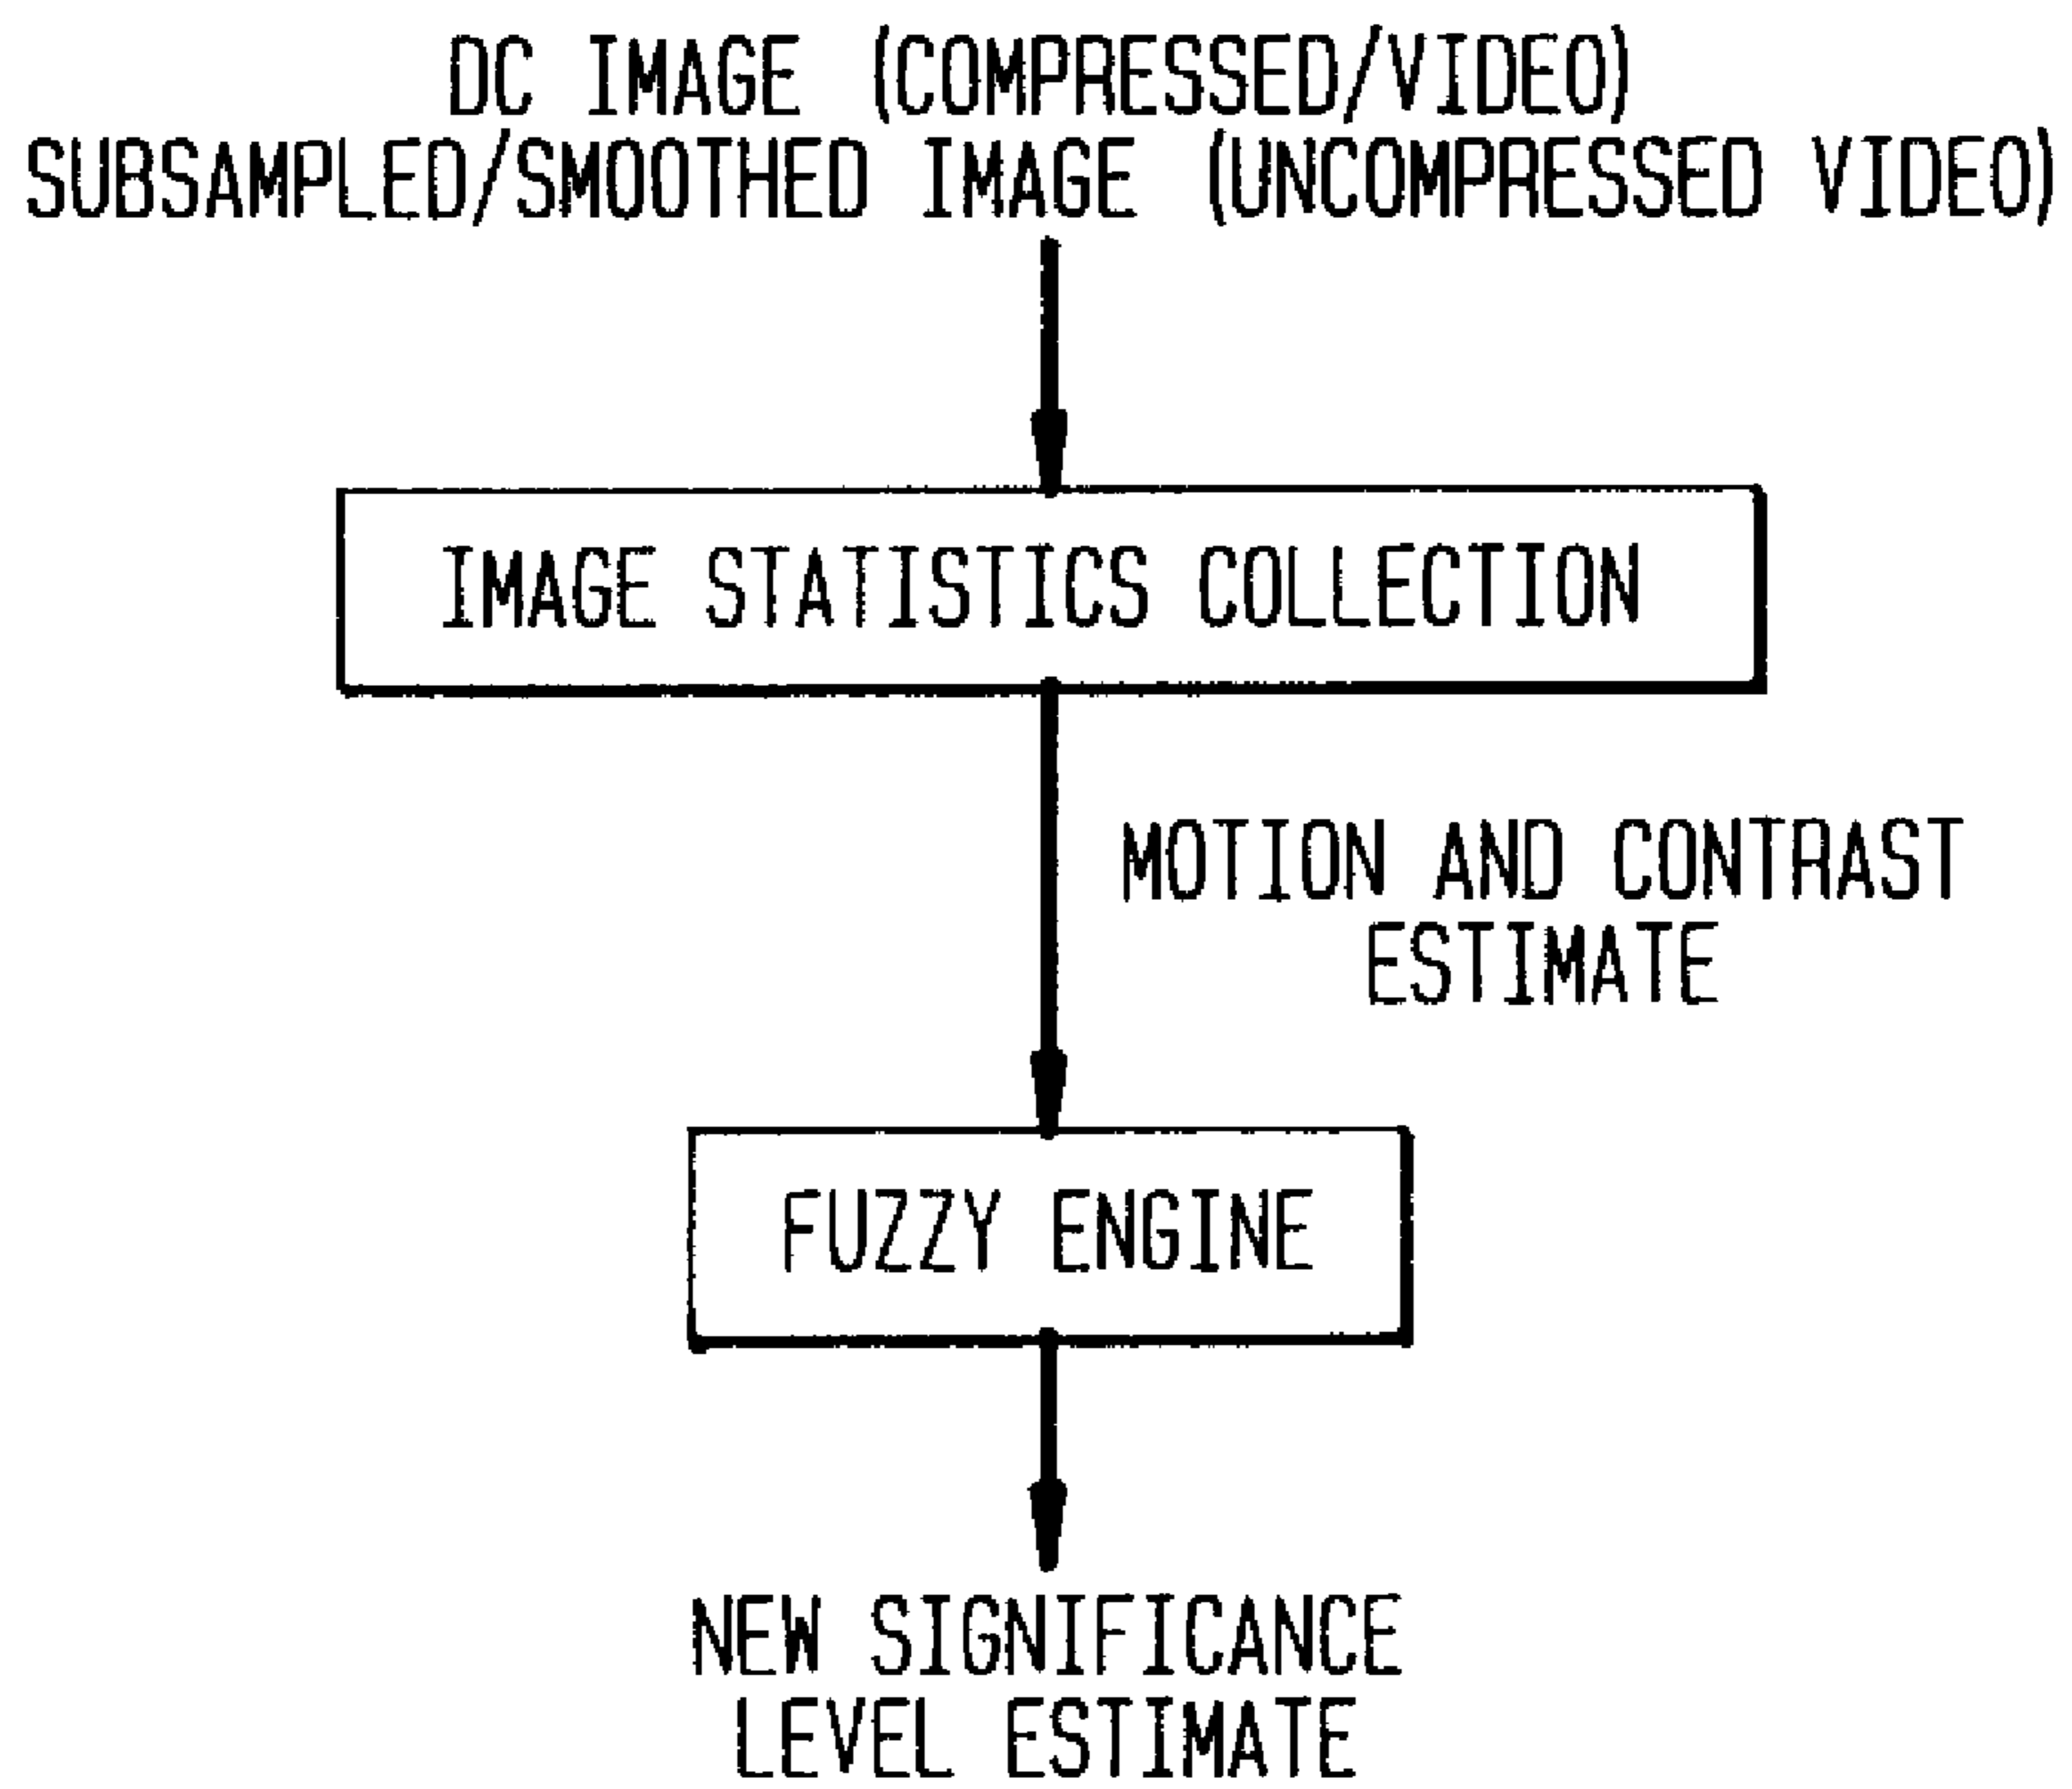 DC IMAGE (COMPRESSED/VIDEO)
SUBSAMPLED/SMOOTHED IMAGE (UNCOMPRESSED VIDEO)
IMAGE STATISTICS COLLECTION
MOTION AND CONTRAST
ESTIMATE
FUZZY ENGINE
NEW SIGNIFICANCE
LEVEL ESTIMATE